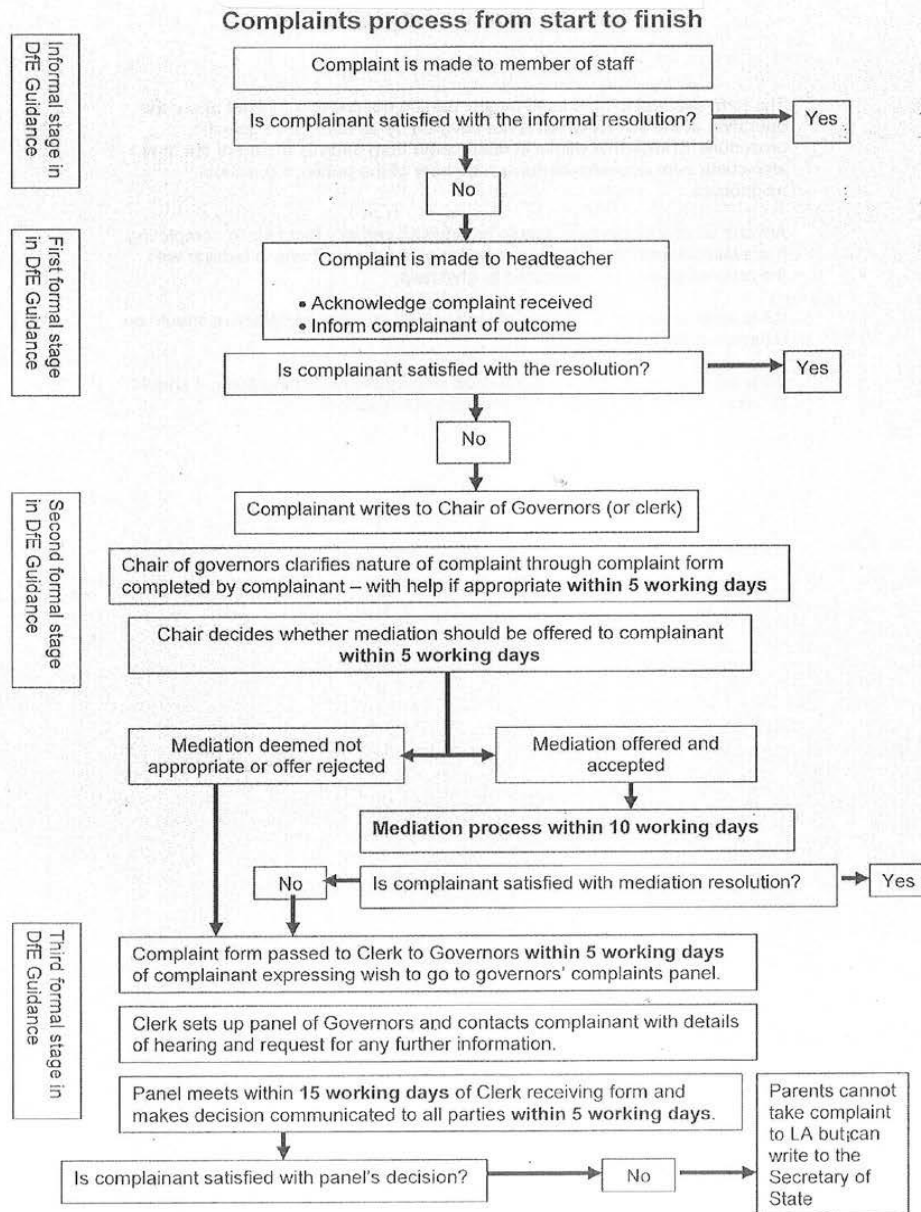 Complaints process from start to finish
Informal stage in
DfE Guidance
Complaint is made to member of staff
Is complainant satisfied with the informal resolution?
Yes
No
First formal stage
in DfE Guidance
Complaint is made to headteacher
• Acknowledge complaint received
• Inform complainant of outcome
Is complainant satisfied with the resolution?
Yes
No
Second formal stage
in DfE Guidance
Complainant writes to Chair of Governors (or clerk)
Chair of governors clarifies nature of complaint through complaint form
completed by complainant – with help if appropriate within 5 working days
Chair decides whether mediation should be offered to complainant
within 5 working days
Mediation deemed not
appropriate or offer rejected
Mediation offered and
accepted
Mediation process within 10 working days
No
Is complainant satisfied with mediation resolution?
Yes
Third formal stage in
DfE Guidance
Complaint form passed to Clerk to Governors within 5 working days
of complainant expressing wish to go to governors' complaints panel.
Clerk sets up panel of Governors and contacts complainant with details
of hearing and request for any further information.
Panel meets within 15 working days of Clerk receiving form and
makes decision communicated to all parties within 5 working days.
Is complainant satisfied with panel's decision?
No
Parents cannot
take complaint
to LA but can
write to the
Secretary of
State